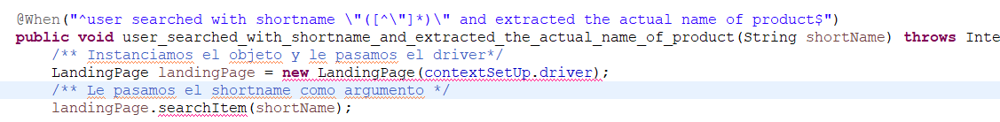 @When("^user searched with shortname \"([^\"]*)\" and extracted the actual name of product$")
public void user_searched_with_shortname_and_extracted_the_actual_name_of_product(String shortName) throws Inte
/** Instanciamos el objeto y le pasamos el driver*/
LandingPage landingPage = new LandingPage(contextSetUp.driver);
/** Le pasamos el shortname como argumento */
landingPage.searchItem(shortName);